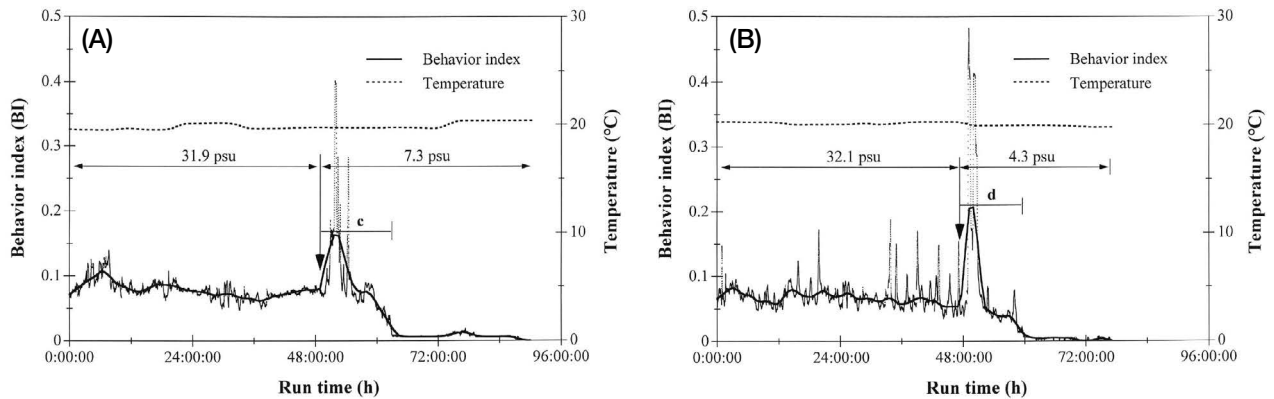 (A)
Behavior index (BI)
0.5
0.4
0.3
0.2
0.1
0
Behavior index
Temperature
31.9 psu
7.3 psu
c
30
20
10
0
Temperature (°C)
0:00:00
24:00:00
48:00:00
72:00:00
96:00:00
Run time (h)
(B)
Behavior index (BI)
0.5
0.4
0.3
0.2
0.1
0
Behavior index
Temperature
32.1 psu
4.3 psu
d
30
20
10
0
Temperature (°C)
0:00:00
24:00:00
48:00:00
72:00:00
96:00:00
Run time (h)